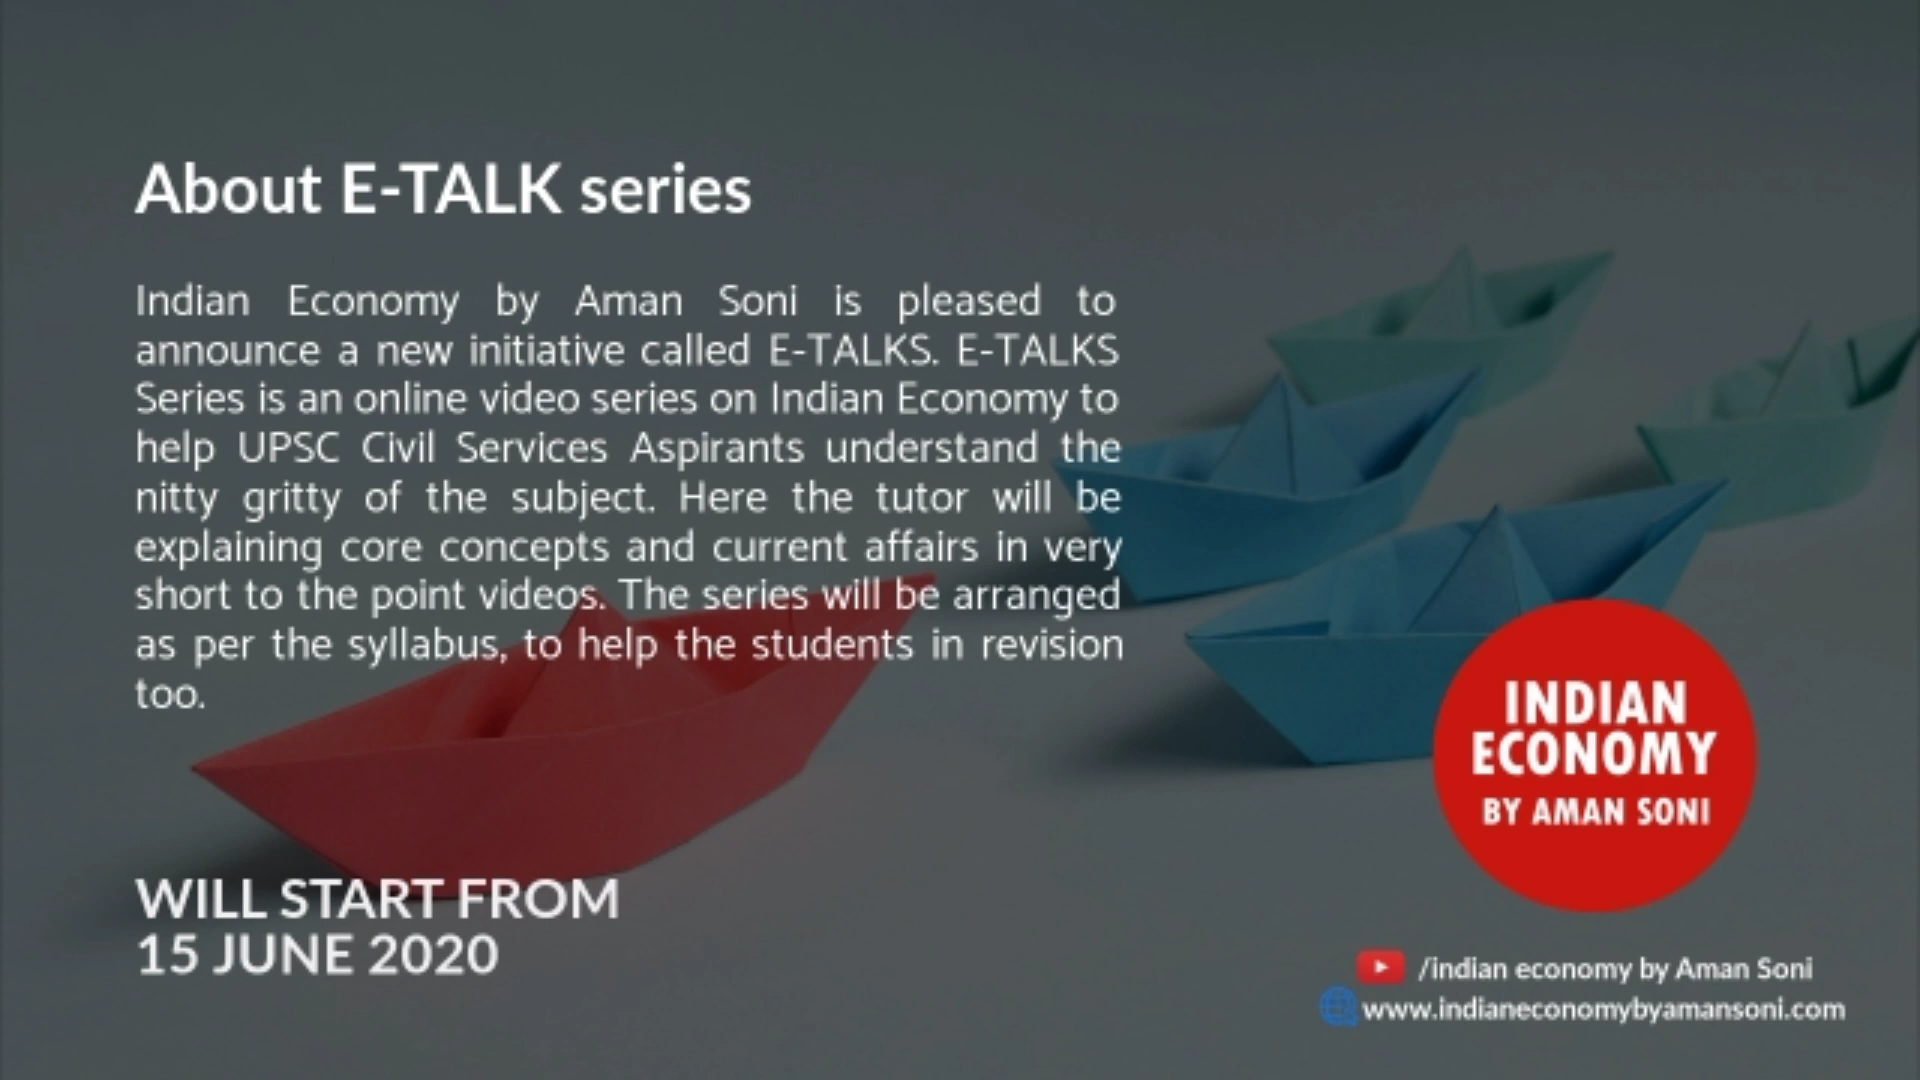 About E-TALK series
Indian Economy by Aman Soni is pleased to
announce a new initiative called E-TALKS. E-TALKS
Series is an online video series on Indian Economy to
help UPSC Civil Services Aspirants understand the
nitty gritty of the subject. Here the tutor will be
explaining core concepts and current affairs in very
short to the point videos. The series will be arranged
as per the syllabus, to help the students in revision
too.
WILL START FROM
15 JUNE 2020
INDIAN
ECONOMY
BY AMAN SONI
/indian economy by Aman Soni
www.indianeconomybyamansoni.com